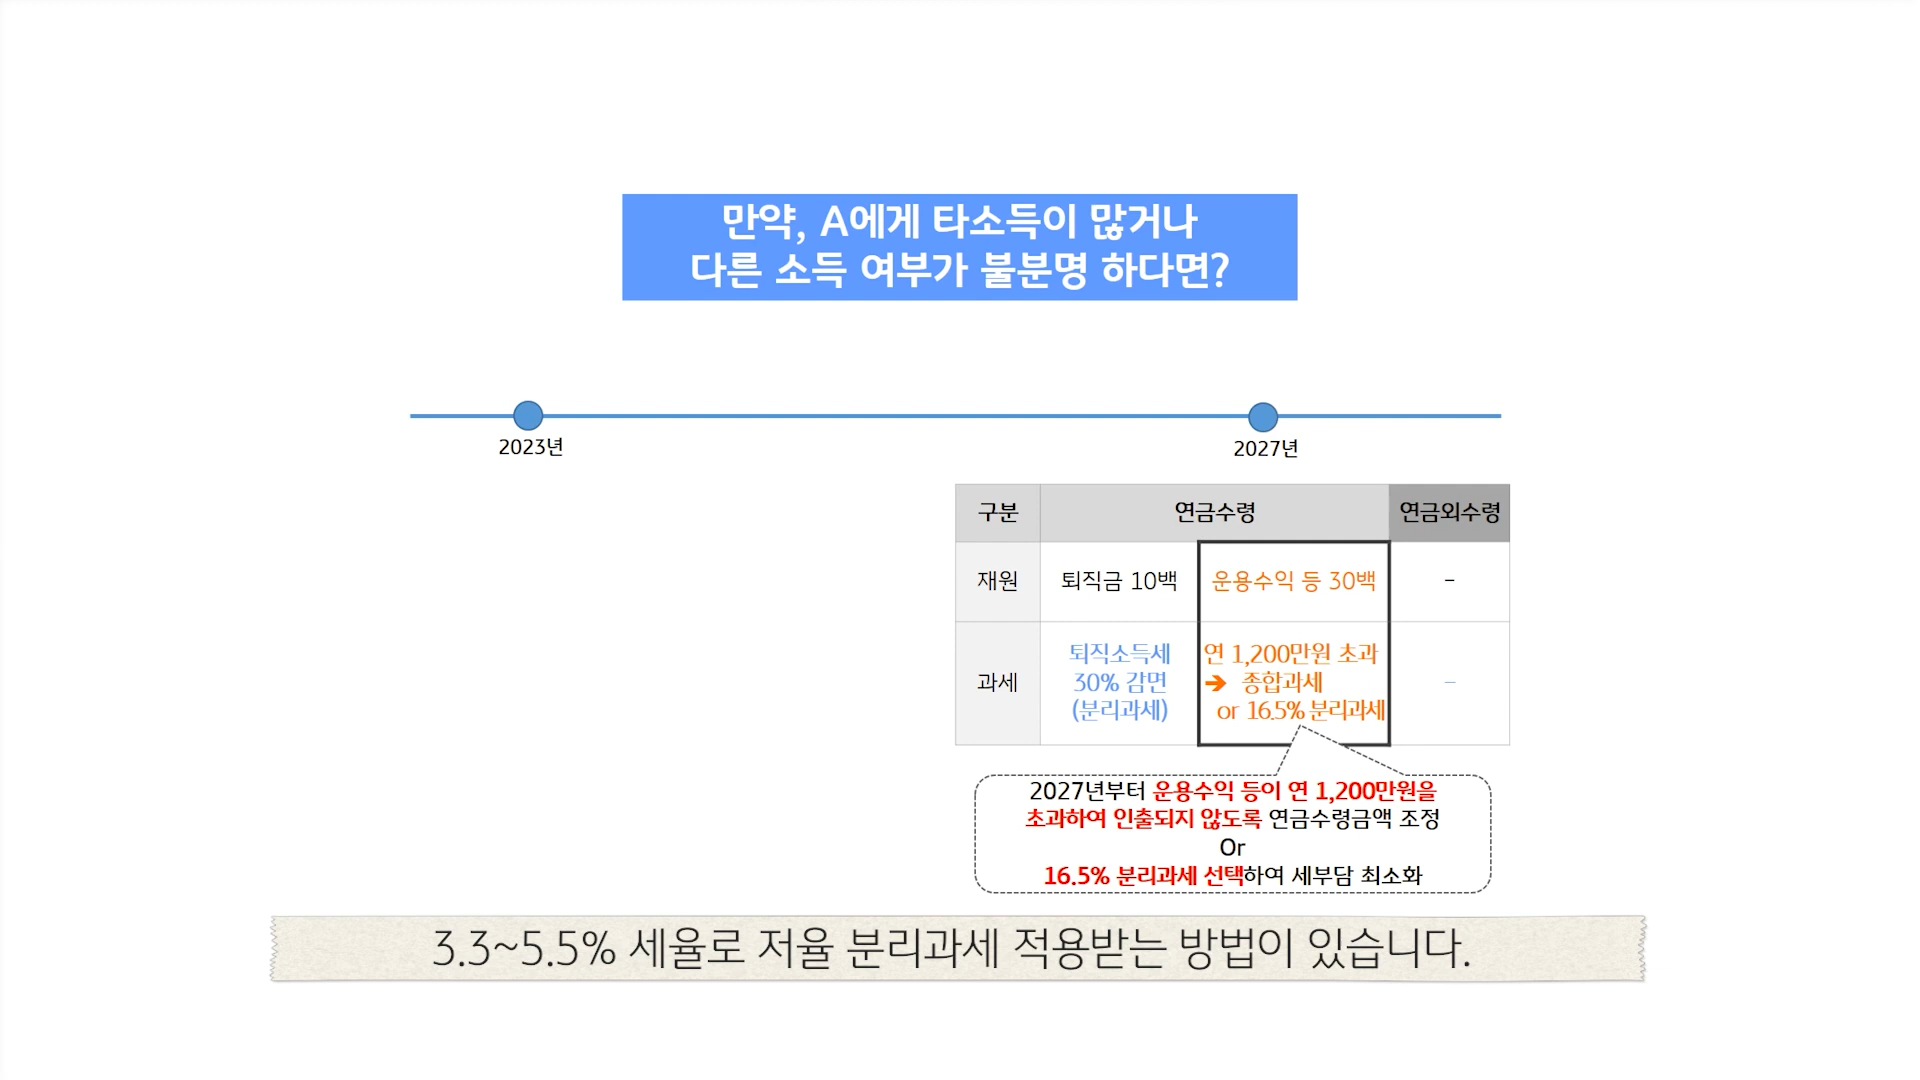 만약, A에게 타소득이 많거나
다른 소득 여부가 불분명 하다면?
2023년
2027년
구분 연금수령 연금외수령
재원 퇴직금 10백 운용수익 등 30백 -
과세
퇴직소득세
30% 감면
(분리과세)
연 1,200만원 초과
➔ 종합과세
or 16.5% 분리과세
-
2027년부터 운용수익 등이 연 1,200만원을
초과하여 인출되지 않도록 연금수령금액 조정
Or
16.5% 분리과세 선택하여 세부담 최소화
3.3~5.5% 세율로 저율 분리과세 적용받는 방법이 있습니다.